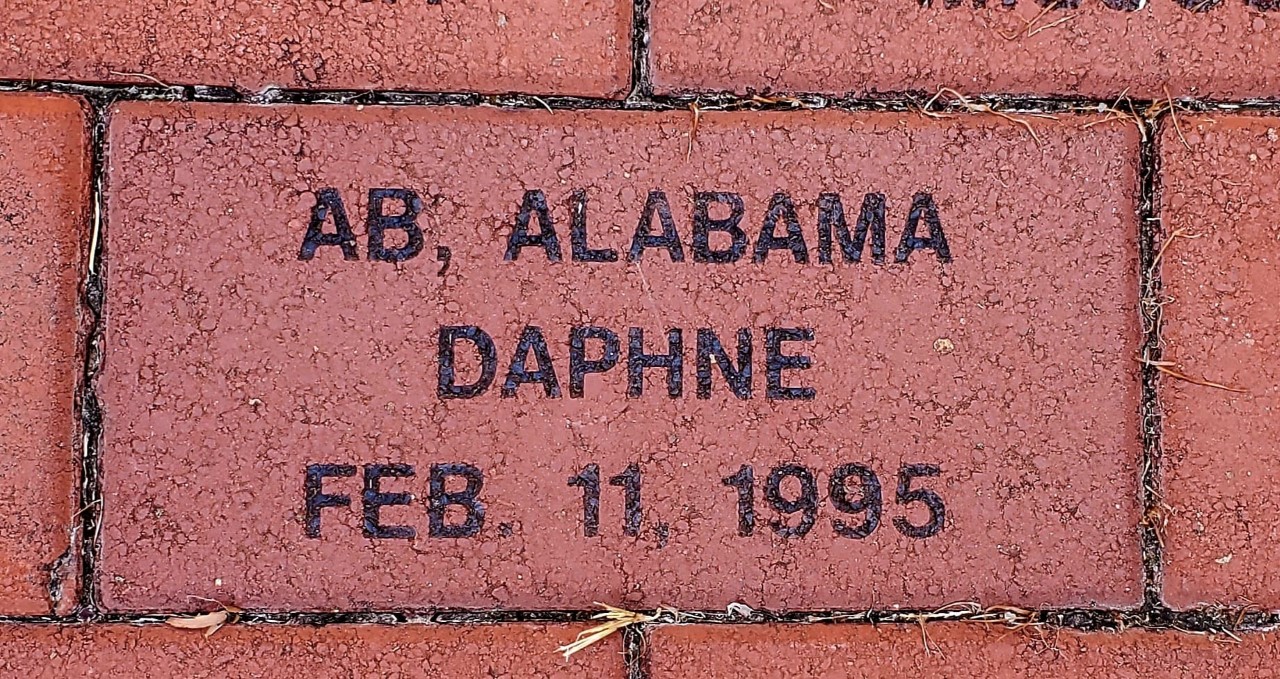 AB, ALABAMA
DAPHNE
FEB. 11, 1995